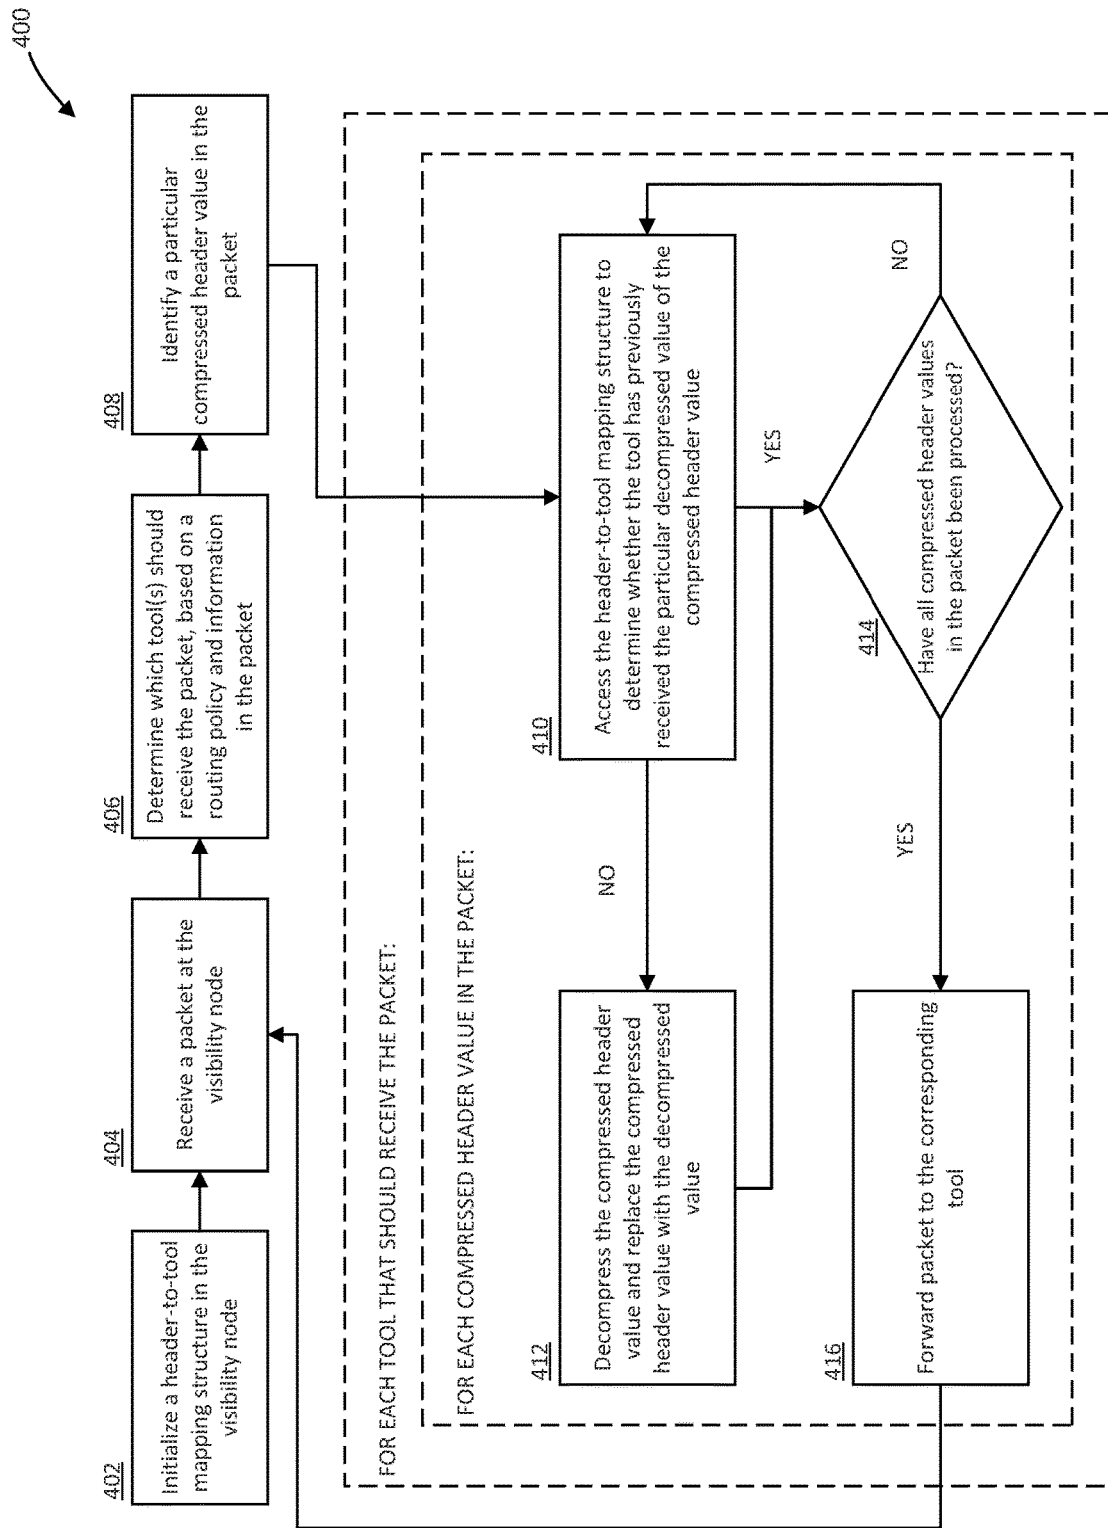 400
402
Initialize a header-to-tool
mapping structure in the
visibility node
404
Receive a packet at the
visibility node
406
Determine which tool(s) should
receive the packet, based on a
routing policy and information
in the packet
408
Identify a particular
compressed header value in the
packet
FOR EACH TOOL THAT SHOULD RECEIVE THE PACKET:
FOR EACH COMPRESSED HEADER VALUE IN THE PACKET:
410
Access the header-to-tool mapping structure to
determine whether the tool has previously
received the particular decompressed value of the
compressed header value
NO
YES
412
Decompress the compressed header
value and replace the compressed
header value with the decompressed
value
414
Have all compressed header values
in the packet been processed?
NO
YES
416
Forward packet to the corresponding
tool